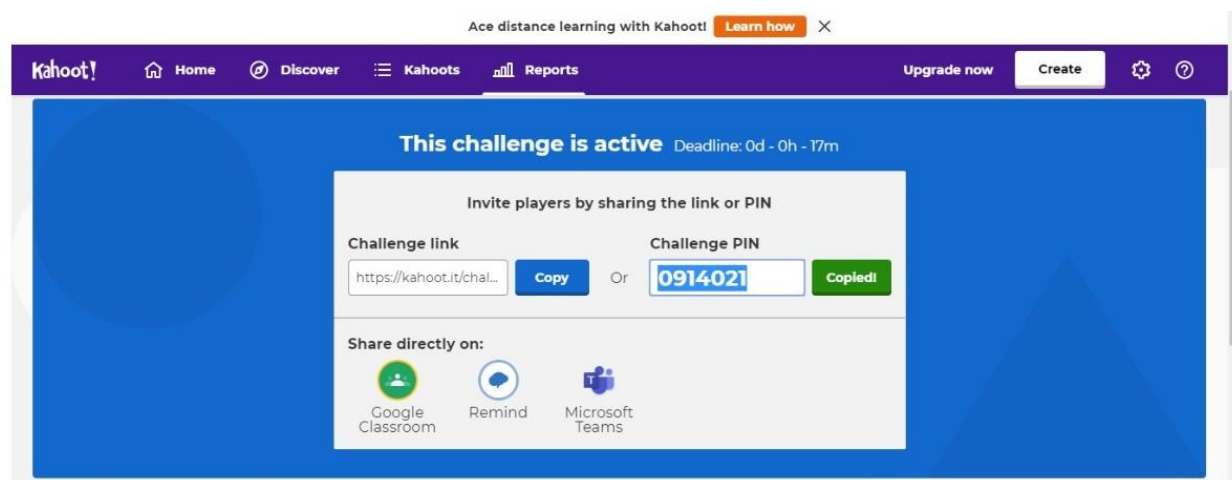 Ace distance learning with Kahoot! Learn how
Kahoot! Home Discover Kahoots Reports Upgrade now Create
This challenge is active Deadline: 0d - 0h - 17m
Invite players by sharing the link or PIN
Challenge link Challenge PIN
https://kahoot.it/chal... Copy Or 0914021 Copied!
Share directly on:
Google Classroom
Remind
Microsoft Teams